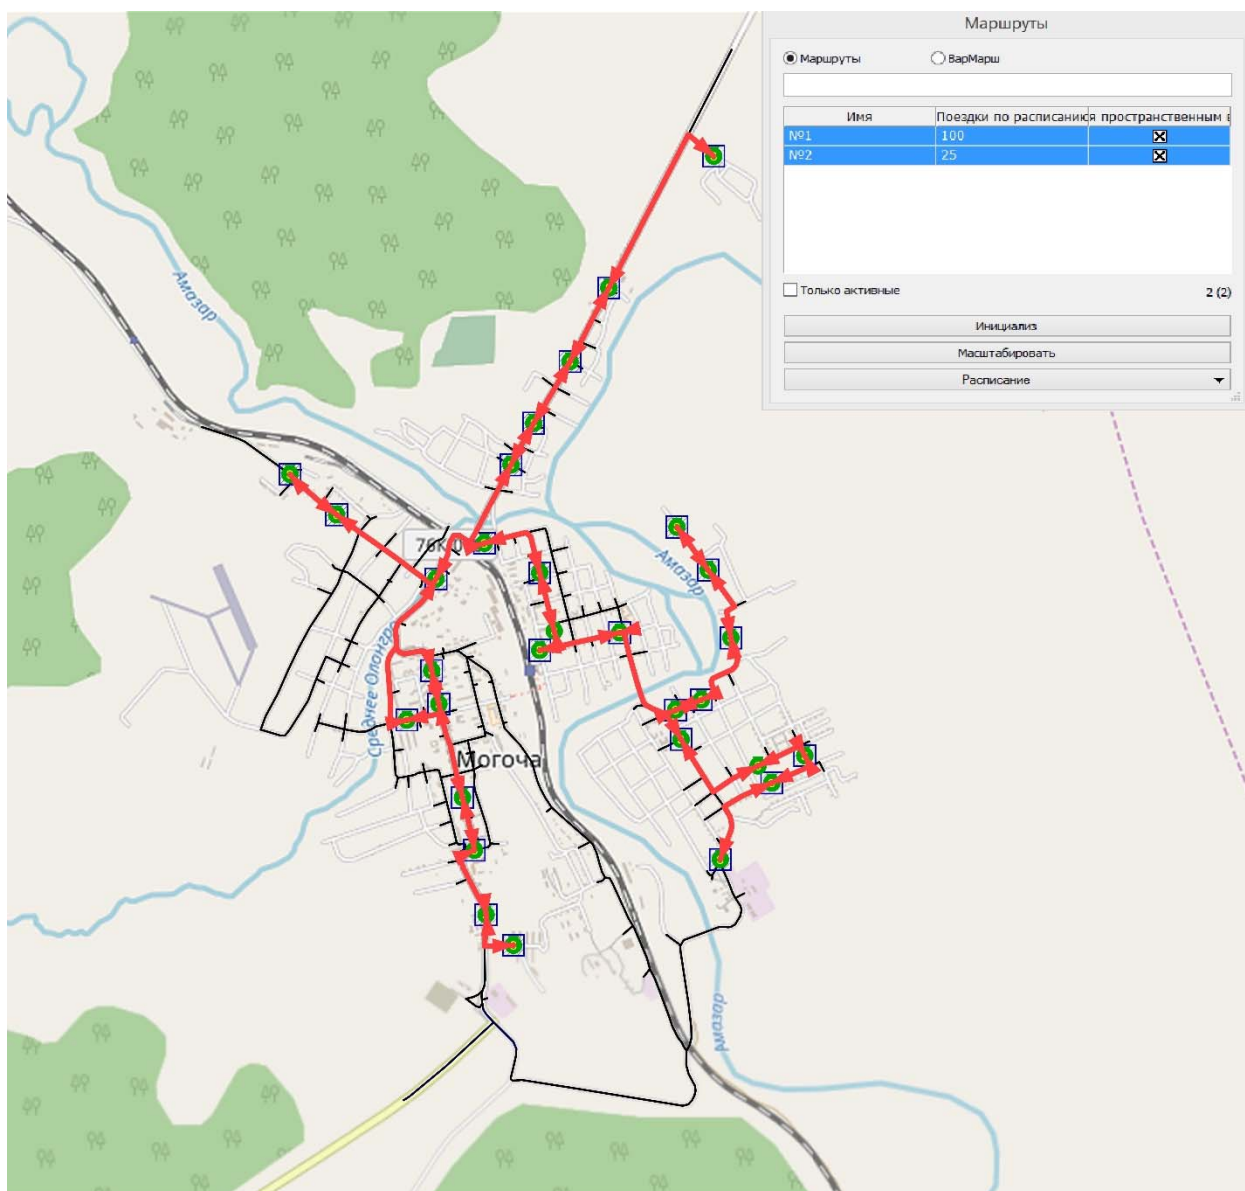 Маршруты
Маршруты
ВарМарш
Имя
Поездки по расписанию
я пространственным в
№1
100
№2
25
Только активные
2 (2)
Инициализ
Масштабировать
Расписание
Амазар
76К
Амазар
Среднее Олонгро
Могоча
Амазар